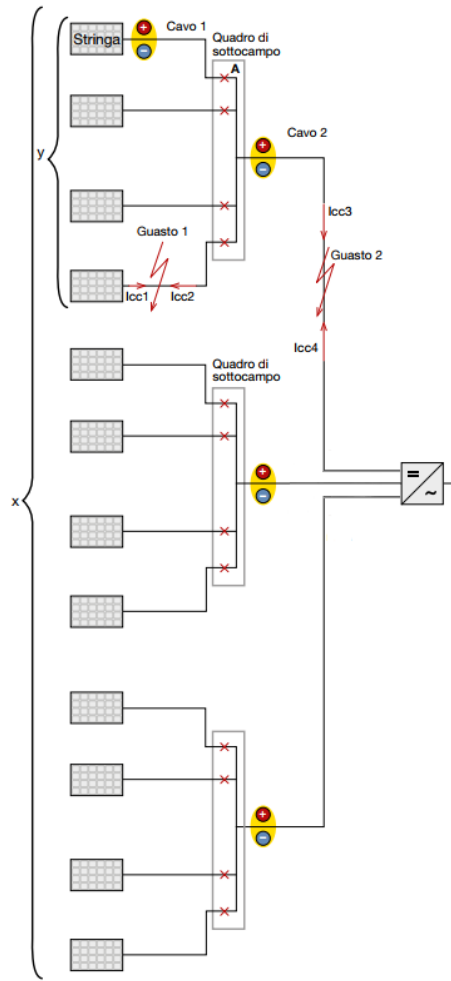 Stringa
+
−
Cavo 1
Quadro di
sottocampo
A
y
+
−
Cavo 2
Icc3
Guasto 1
Guasto 2
Icc1
Icc2
Icc4
Quadro di
sottocampo
+
−
x
=
~
+
−